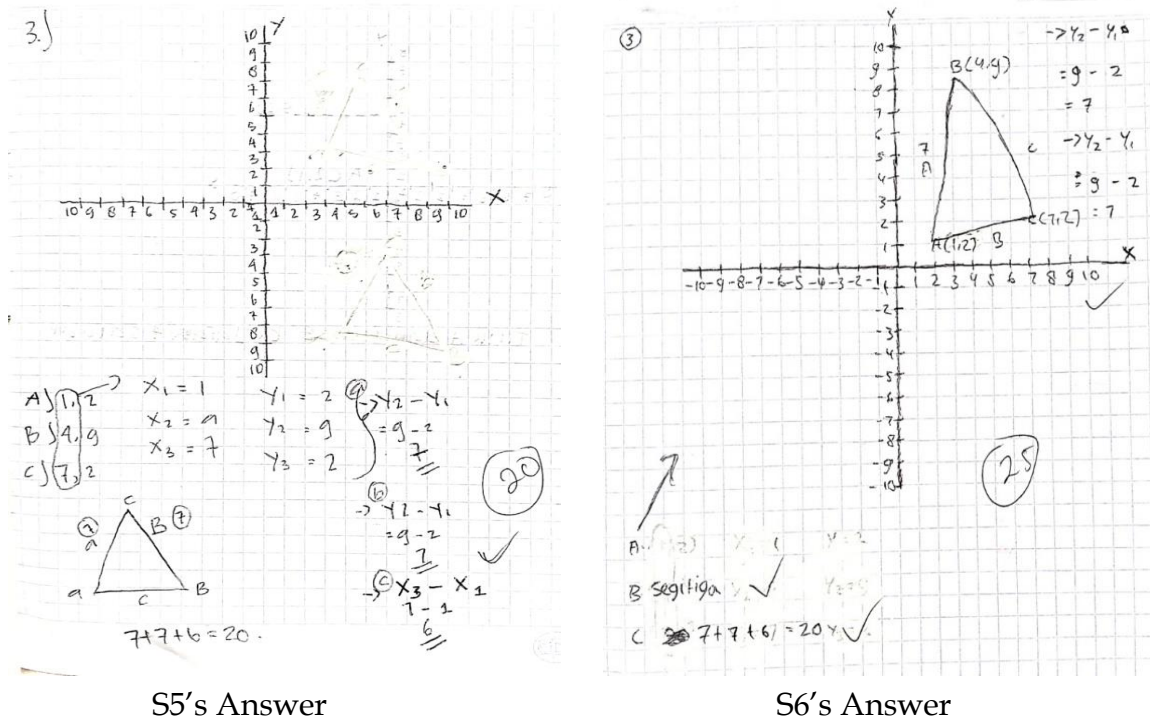 3.)
10 Y
9
8
7
6
5
4
3
2
1
10 9 8 7 6 5 4 3 2 1 1 2 3 4 5 6 7 8 9 10 X
1
2
3
4
5
6
7
8
9
10
A) 1, 2
B) 4, 9
C) 7, 2
X1 = 1
X2 = 9
X3 = 7
Y1 = 2
Y2 = 9
Y3 = 2
a
-> Y2 - Y1
= 9 - 2
7
b
-> Y2 - Y1
= 9 - 2
7
-> c X3 - X1
7 - 1
6
20
C
7
a
B 7
a c B
7+7+6 = 20.
S5's Answer
3
Y
10
9
8
7
6
5
4
3
2
1
B(4,9)
7
A
c
A(1,2) B
C(7,2)
-> Y2 - Y1
= 9 - 2
= 7
-> Y2 - Y1
= 9 - 2
= 7
X
-10 -9 -8 -7 -6 -5 -4 -3 -2 -1 1 2 3 4 5 6 7 8 9 10
-1
-2
-3
-4
-5
-6
-7
-8
-9
-10
25
A
B segitiga
C 7+7+6 = 20
S6's Answer